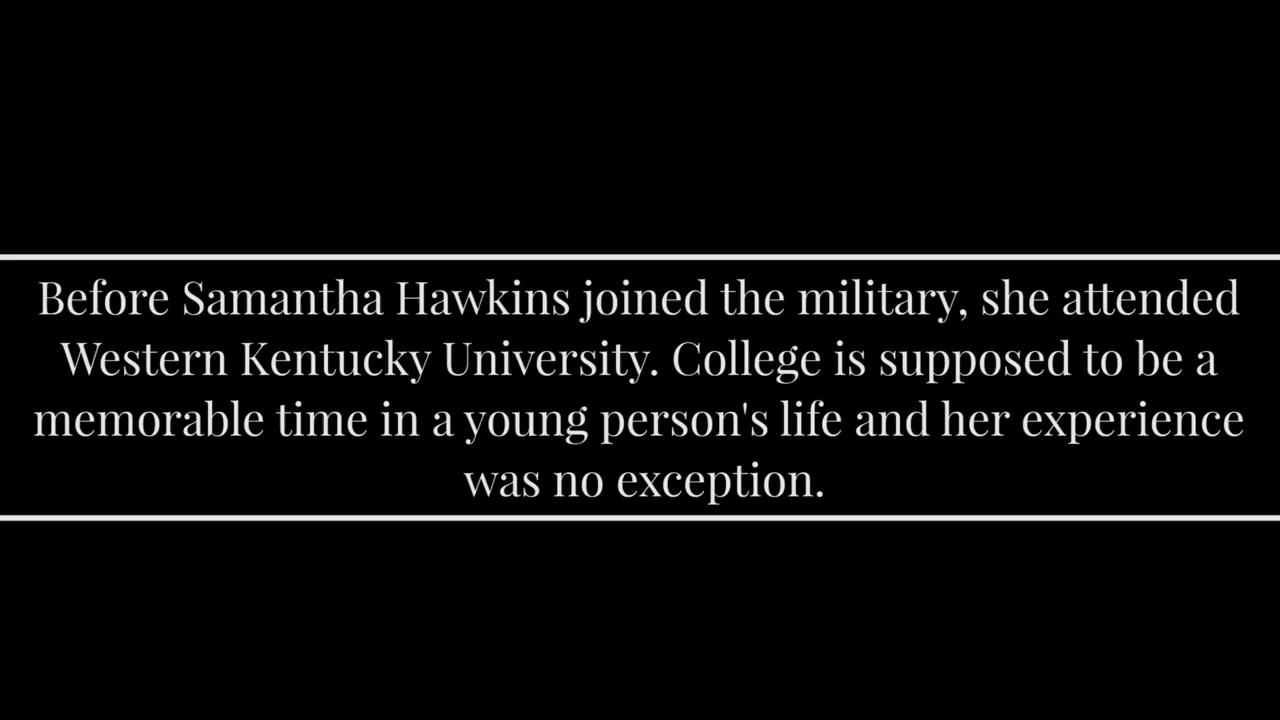 Before Samantha Hawkins joined the military, she attended
Western Kentucky University. College is supposed to be a
memorable time in a young person's life and her experience
was no exception.